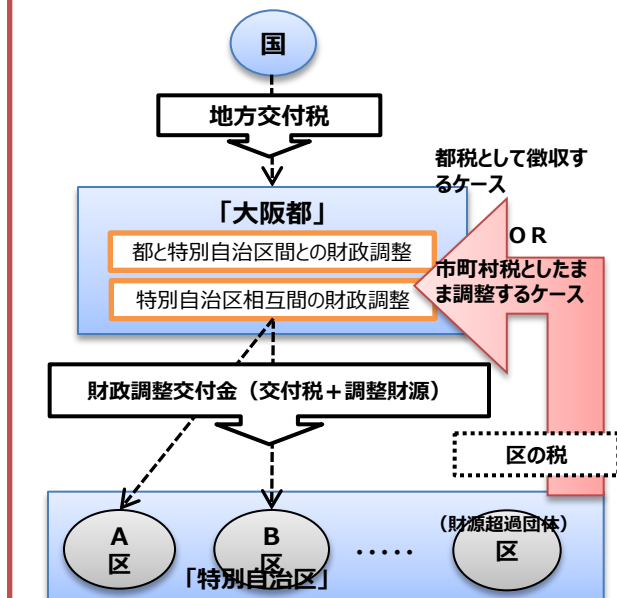 国
地方交付税
都税として徴収す
るケース
「大阪都」
OR
都と特別自治区間との財政調整
市町村税としたま
ま調整するケース
特別自治区相互間の財政調整
財政調整交付金（交付税＋調整財源）
区の税
（財源超過団体）
A
区
B
区
・・・・・
区
「特別自治区」